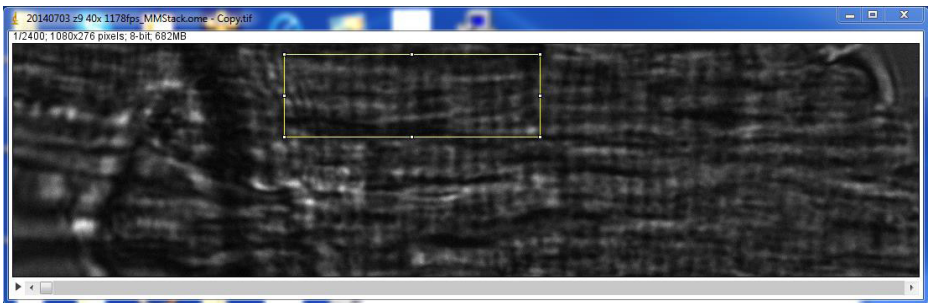 20140703 z9 40x 1178fps_MMStack.ome - Copy.tif
1/2400; 1080x276 pixels; 8-bit; 682MB